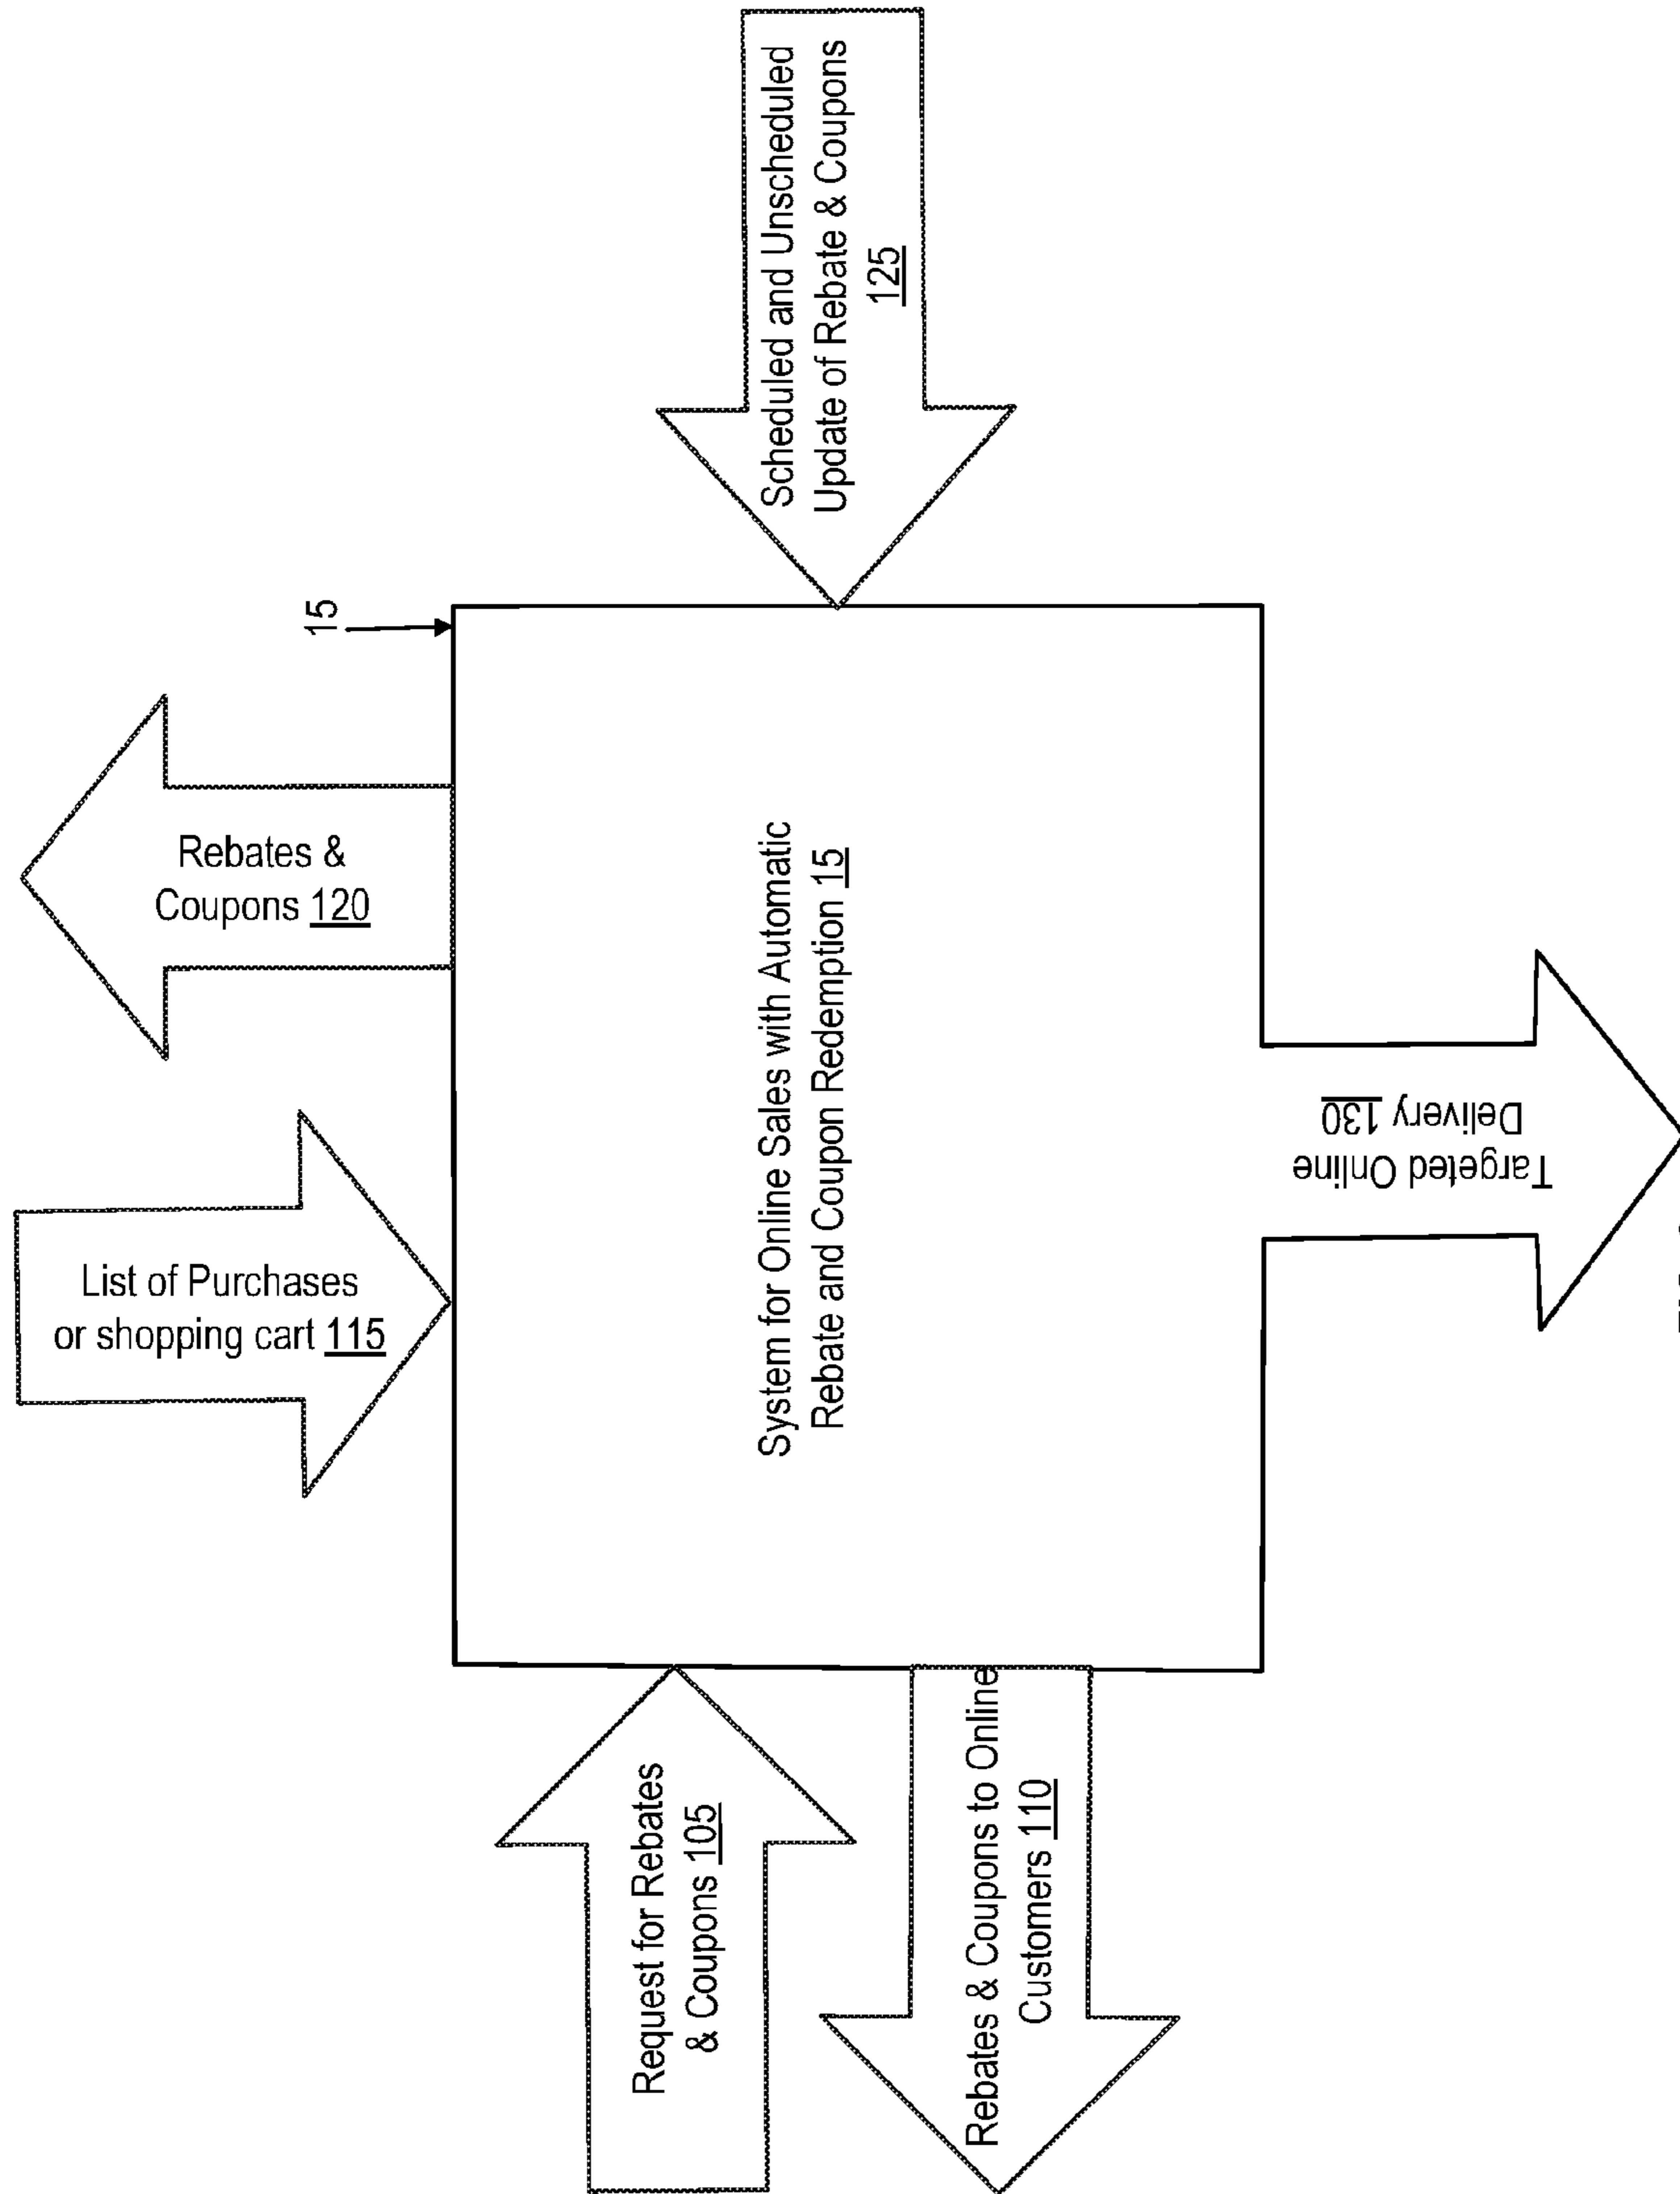 Rebates &
Coupons 120
List of Purchases
or shopping cart 115
15
Scheduled and Unscheduled
Update of Rebate & Coupons
125
System for Online Sales with Automatic
Rebate and Coupon Redemption 15
Request for Rebates
& Coupons 105
Rebates & Coupons to Online
Customers 110
Targeted Online
Delivery 130